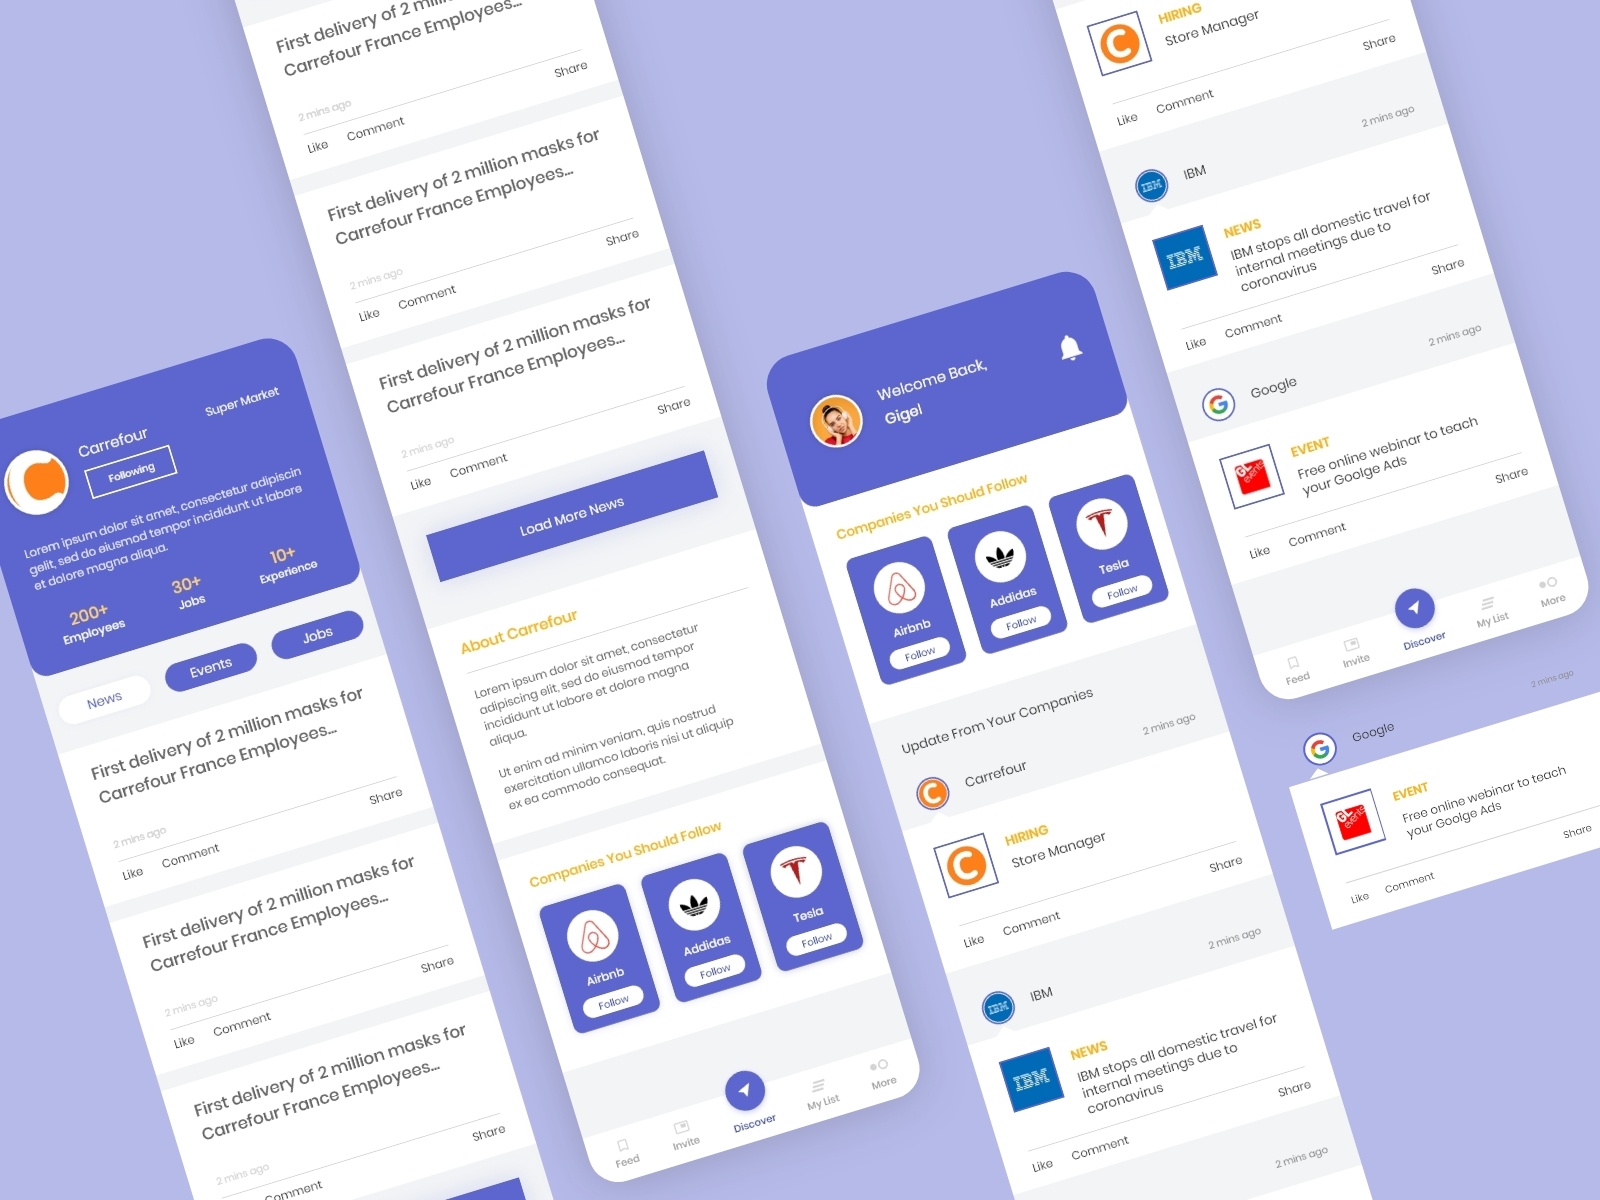 Super Market
Carrefour
Following
Lorem ipsum dolor sit amet, consectetur adipiscin
gelit, sed do eiusmod tempor incididunt ut labore
et dolore magna aliqua.
200+
Employees
30+
Jobs
10+
Experience
News
Events
Jobs
First delivery of 2 million masks for
Carrefour France Employees...
2 mins ago
Like
Comment
Share
First delivery of 2 million masks for
Carrefour France Employees...
2 mins ago
Like
Comment
Share
First delivery of 2 million masks for
Carrefour France Employees...
2 mins ago
Comment
Share
First delivery of 2 million masks for
Carrefour France Employees...
2 mins ago
Like
Comment
Share
First delivery of 2 million masks for
Carrefour France Employees...
2 mins ago
Like
Comment
Share
First delivery of 2 million masks for
Carrefour France Employees...
2 mins ago
Like
Comment
Share
Load More News
About Carrefour
Lorem ipsum dolor sit amet, consectetur
adipiscing elit, sed do eiusmod tempor
incididunt ut labore et dolore magna
aliqua.
Ut enim ad minim veniam, quis nostrud
exercitation ullamco laboris nisi ut aliquip
ex ea commodo consequat.
Companies You Should Follow
Airbnb
Follow
Addidas
Follow
Tesla
Follow
Feed
Invite
Discover
My List
More
Welcome Back,
Gigel
Companies You Should Follow
Airbnb
Follow
Addidas
Follow
Tesla
Follow
Update From Your Companies
2 mins ago
Carrefour
HIRING
Store Manager
Like
Comment
Share
2 mins ago
IBM
IBM
IBM
NEWS
IBM stops all domestic travel for
internal meetings due to
coronavirus
Like
Comment
Share
2 mins ago
HIRING
Store Manager
Like
Comment
Share
2 mins ago
IBM
IBM
IBM
NEWS
IBM stops all domestic travel for
internal meetings due to
coronavirus
Like
Comment
Share
2 mins ago
Google
GL
events
EVENT
Free online webinar to teach
your Goolge Ads
Like
Comment
Share
Feed
Invite
Discover
My List
More
2 mins ago
Google
GL
events
EVENT
Free online webinar to teach
your Goolge Ads
Like
Comment
Share